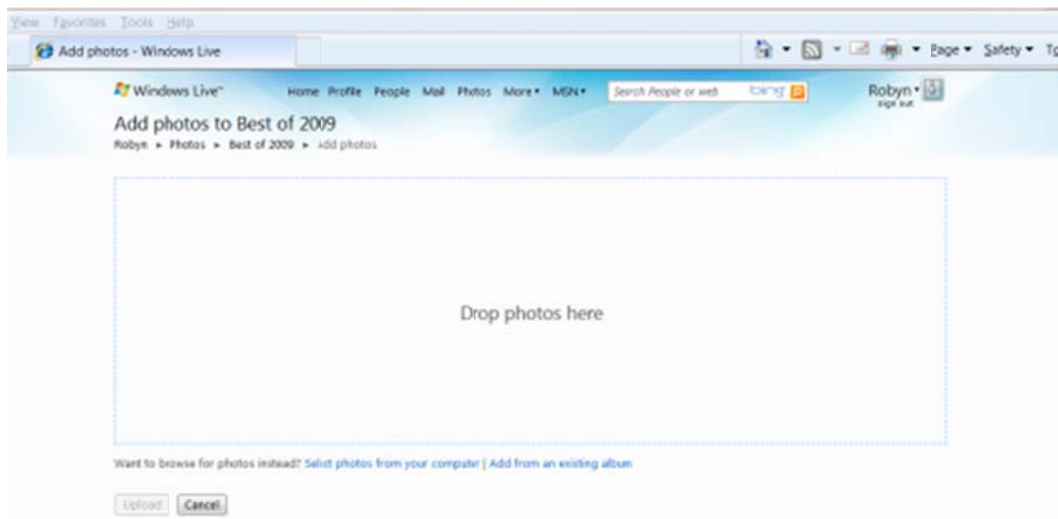 View Favorites Tools Help
Add photos - Windows Live Page Safety
Windows Live™ Home Profile People Mail Photos More MSN Search People or web bing Robyn
sign out
Add photos to Best of 2009
Robyn ▸ Photos ▸ Best of 2009 ▸ Add photos
Drop photos here
Want to browse for photos instead? Select photos from your computer | Add from an existing album
Upload Cancel